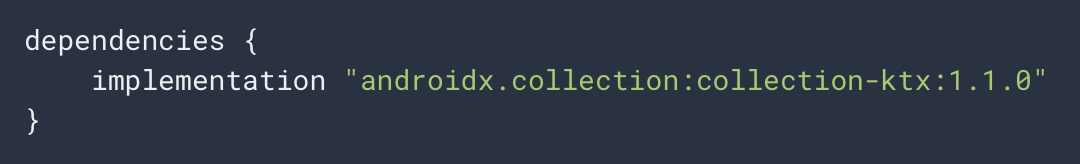 dependencies {
    implementation "androidx.collection:collection-ktx:1.1.0"
}